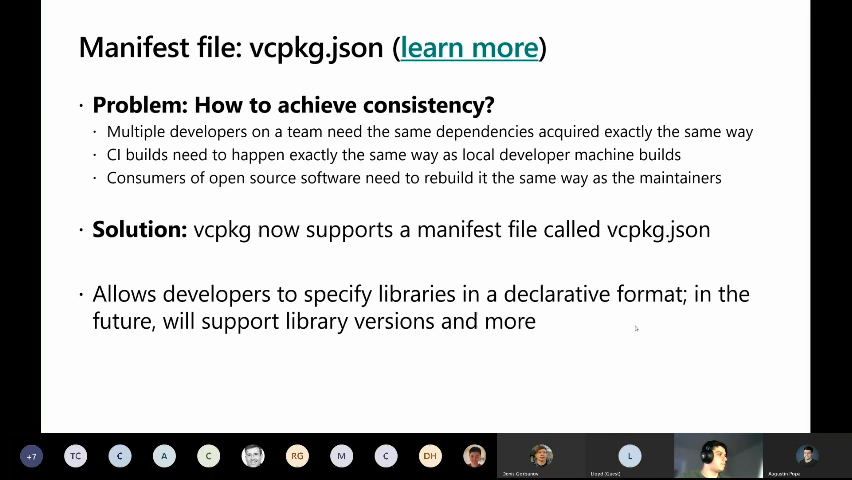 Manifest file: vcpkg.json (learn more)
· Problem: How to achieve consistency?
· Multiple developers on a team need the same dependencies acquired exactly the same way
· CI builds need to happen exactly the same way as local developer machine builds
· Consumers of open source software need to rebuild it the same way as the maintainers
· Solution: vcpkg now supports a manifest file called vcpkg.json
· Allows developers to specify libraries in a declarative format; in the
future, will support library versions and more
+7 TC C A C RG M C DH L
Lloyd (Guest)
Augustin Popa